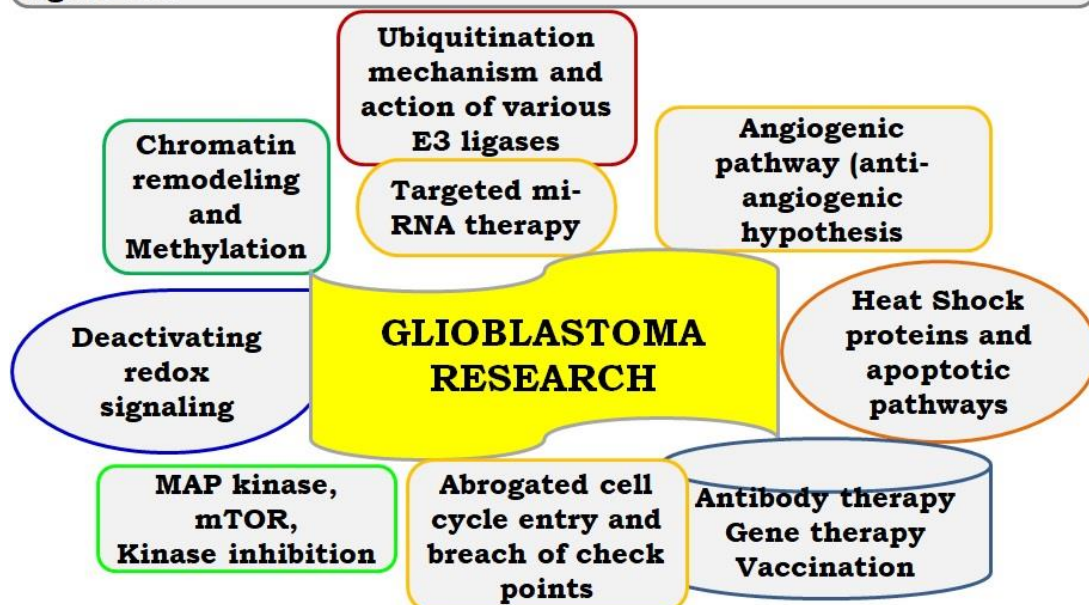 Ubiquitination
mechanism and
action of various
E3 ligases
Chromatin
remodeling
and
Methylation
Targeted mi-
RNA therapy
Angiogenic
pathway (anti-
angiogenic
hypothesis
Deactivating
redox
signaling
GLIOBLASTOMA
RESEARCH
Heat Shock
proteins and
apoptotic
pathways
MAP kinase,
mTOR,
Kinase inhibition
Abrogated cell
cycle entry and
breach of check
points
Antibody therapy
Gene therapy
Vaccination